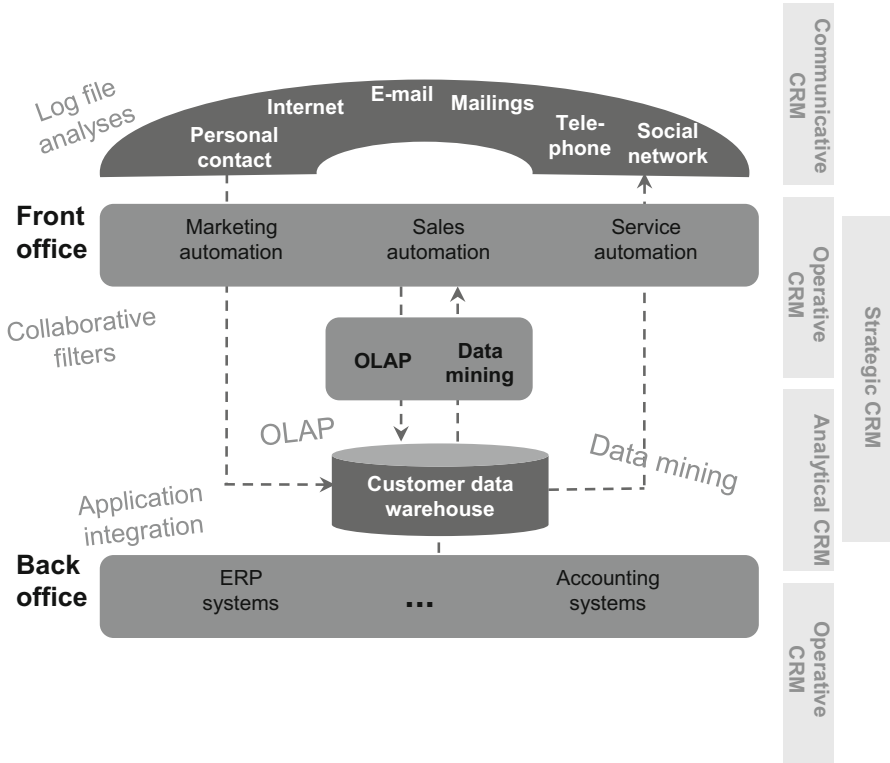 Log file
analyses
Internet
E-mail
Mailings
Personal
contact
Tele-
phone
Social
network
Communicative
CRM
Front
office
Marketing
automation
Sales
automation
Service
automation
Operative
CRM
Strategic CRM
Collaborative
filters
OLAP
Data
mining
OLAP
Data mining
Analytical CRM
Customer data
warehouse
Application
integration
Back
office
ERP
systems
...
Accounting
systems
Operative
CRM